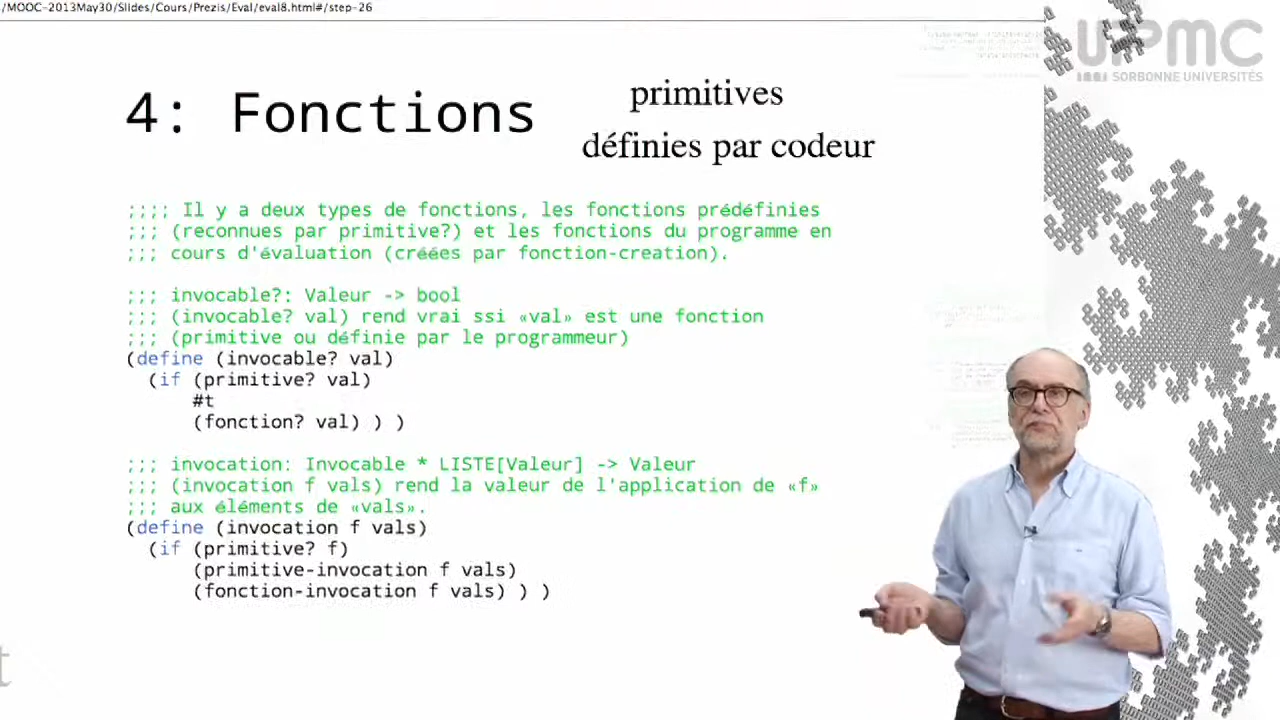 /MOOC-2013May30/Slides/Cours/Prezis/Eval/eval8.html#/step-26
UPMC
SORBONNE UNIVERSITÉS
4: Fonctions
primitives
définies par codeur
;;;; Il y a deux types de fonctions, les fonctions prédéfinies
;;; (reconnues par primitive?) et les fonctions du programme en
;;; cours d'évaluation (créées par fonction-creation).
;;; invocable?: Valeur -> bool
;;; (invocable? val) rend vrai ssi «val» est une fonction
;;; (primitive ou définie par le programmeur)
(define (invocable? val)
(if (primitive? val)
#t
(fonction? val) ) )
;;; invocation: Invocable * LISTE[Valeur] -> Valeur
;;; (invocation f vals) rend la valeur de l'application de «f»
;;; aux éléments de «vals».
(define (invocation f vals)
(if (primitive? f)
(primitive-invocation f vals)
(fonction-invocation f vals) ) )
t